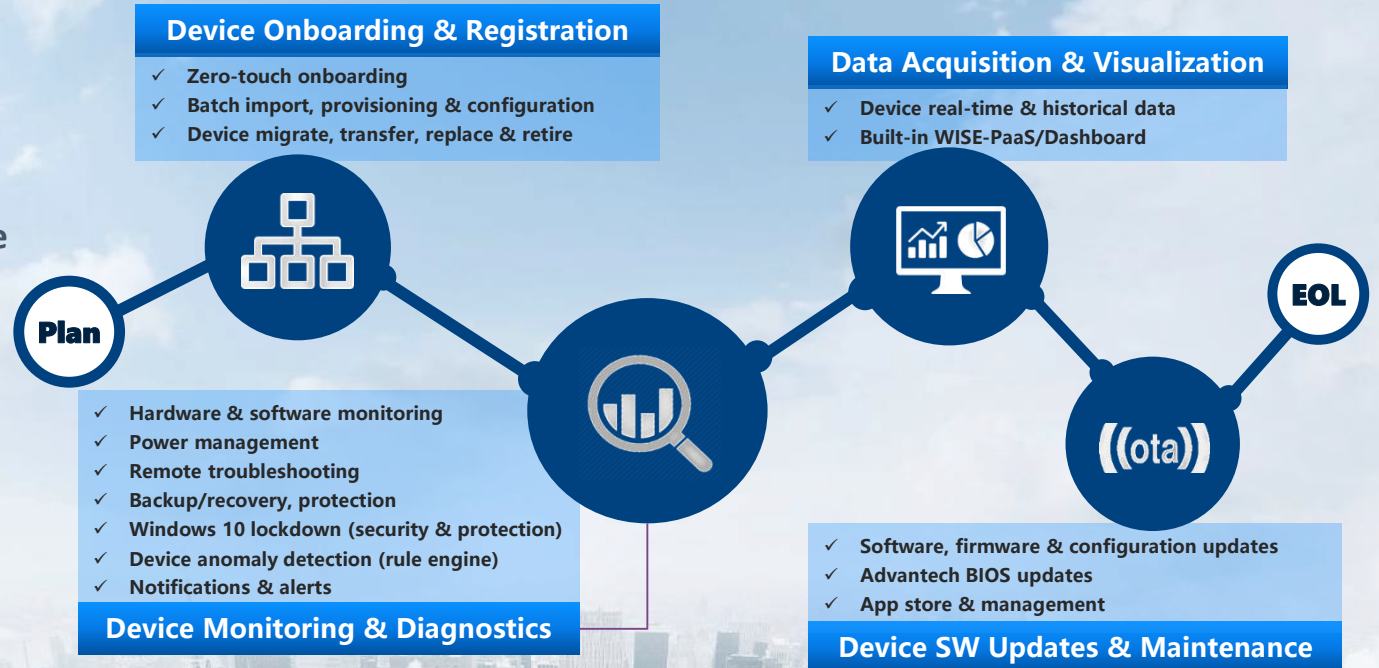 Device Onboarding & Registration
✓ Zero-touch onboarding
✓ Batch import, provisioning & configuration
✓ Device migrate, transfer, replace & retire
Data Acquisition & Visualization
✓ Device real-time & historical data
✓ Built-in WISE-PaaS/Dashboard
e
Plan
EOL
((ota))
✓ Hardware & software monitoring
✓ Power management
✓ Remote troubleshooting
✓ Backup/recovery, protection
✓ Windows 10 lockdown (security & protection)
✓ Device anomaly detection (rule engine)
✓ Notifications & alerts
Device Monitoring & Diagnostics
✓ Software, firmware & configuration updates
✓ Advantech BIOS updates
✓ App store & management
Device SW Updates & Maintenance